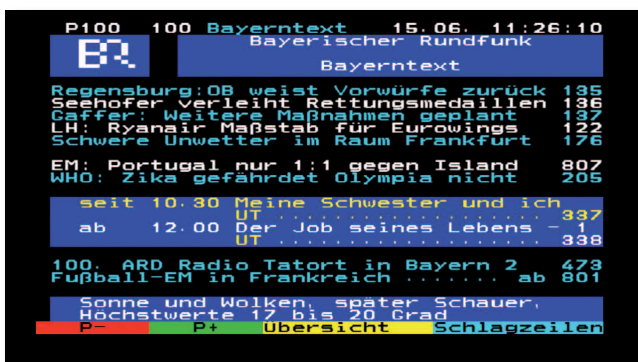 P100 100 Bayerntext 15.06. 11:26:10
BR Bayerischer Rundfunk
Bayerntext
Regensburg:OB weist Vorwürfe zurück 135
Seehofer verleiht Rettungsmedaillen 136
Gaffer: Weitere Maßnahmen geplant 137
LH: Ryanair Maßstab für Eurowings 122
Schwere Unwetter im Raum Frankfurt 176
EM: Portugal nur 1:1 gegen Island 807
WHO: Zika gefährdet Olympia nicht 205
seit 10.30 Meine Schwester und ich
UT .................... 337
ab 12.00 Der Job seines Lebens - 1
UT .................... 338
100. ARD Radio Tatort in Bayern 2 473
Fußball-EM in Frankreich ....... ab 801
Sonne und Wolken, später Schauer,
Höchstwerte 17 bis 20 Grad
P- P+ Übersicht Schlagzeilen